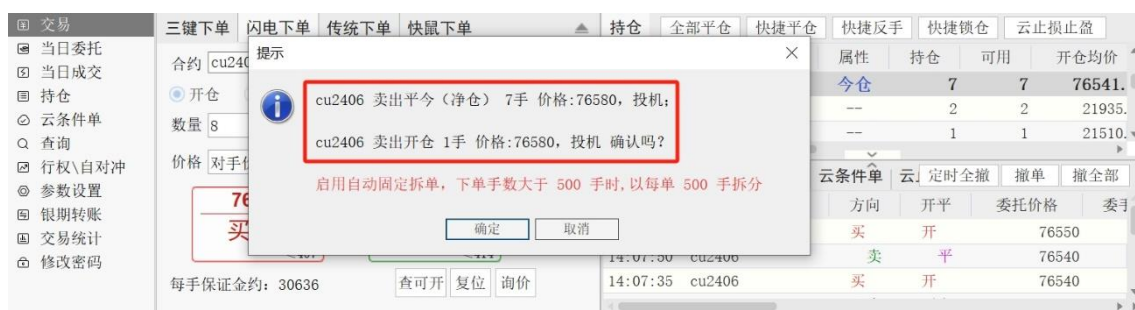 交易
当日委托
当日成交
持仓
云条件单
查询
行权\自对冲
参数设置
银期转账
交易统计
修改密码
三键下单 闪电下单 传统下单 快鼠下单
合约 cu240
开仓
数量 8
价格 对手
76
买
每手保证金约: 30636 查可开 复位 询价
提示
cu2406 卖出平今(净仓) 7手 价格:76580, 投机;
cu2406 卖出开仓 1手 价格:76580, 投机 确认吗?
启用自动固定拆单, 下单手数大于 500 手时, 以每单 500 手拆分
确定 取消
持仓 全部平仓 快捷平仓 快捷反手 快捷锁仓 云止损止盈
属性 持仓 可用 开仓均价
今仓 7 7 76541.
-- 2 2 21935.
-- 1 1 21510.
云条件单 云 定时全撤 撤单 撤全部
方向 开平 委托价格 委手
买 开 76550
14:07:50 cu2406 卖 平 76540
14:07:35 cu2406 买 开 76540